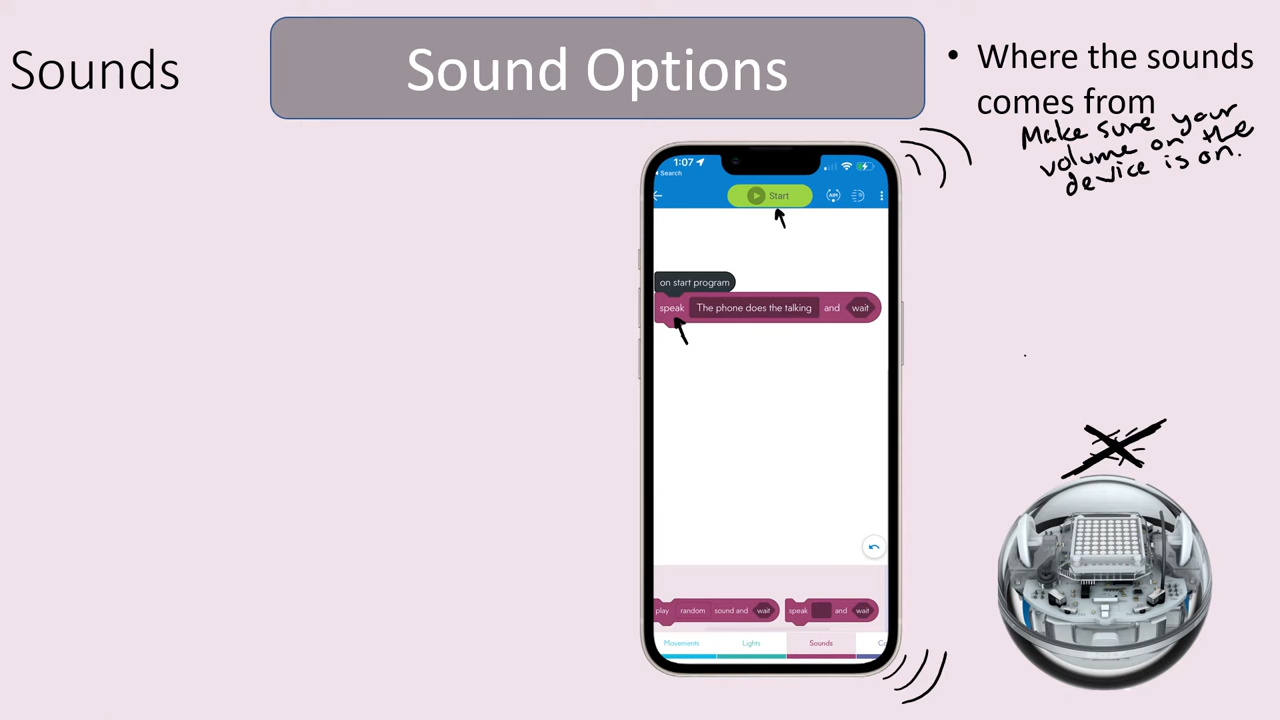 Sounds
Sound Options
• Where the sounds
comes from
Make sure your
volume on the
device is on.
1:07
Search
Start
on start program
speak The phone does the talking and wait
play random sound and wait
speak and wait
Movements
Lights
Sounds